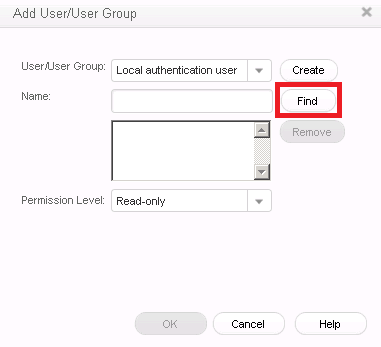 Add User/User Group
User/User Group: Local authentication user Create
Name: Find
Remove
Permission Level: Read-only
OK Cancel Help